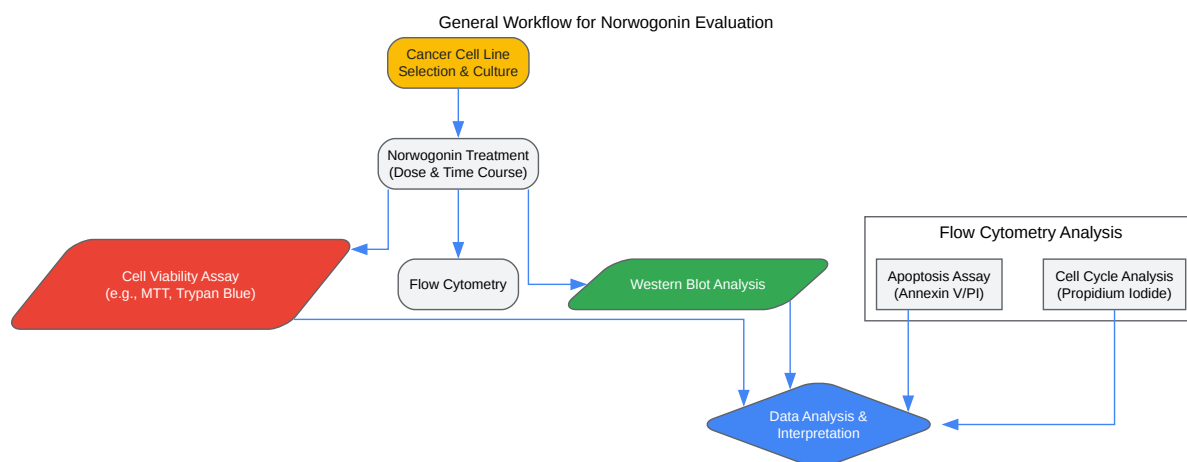 General Workflow for Norwogonin Evaluation
Cancer Cell Line
Selection & Culture
Norwogonin Treatment
(Dose & Time Course)
Cell Viability Assay
(e.g., MTT, Trypan Blue)
Flow Cytometry
Western Blot Analysis
Flow Cytometry Analysis
Apoptosis Assay
(Annexin V/PI)
Cell Cycle Analysis
(Propidium Iodide)
Data Analysis &
Interpretation